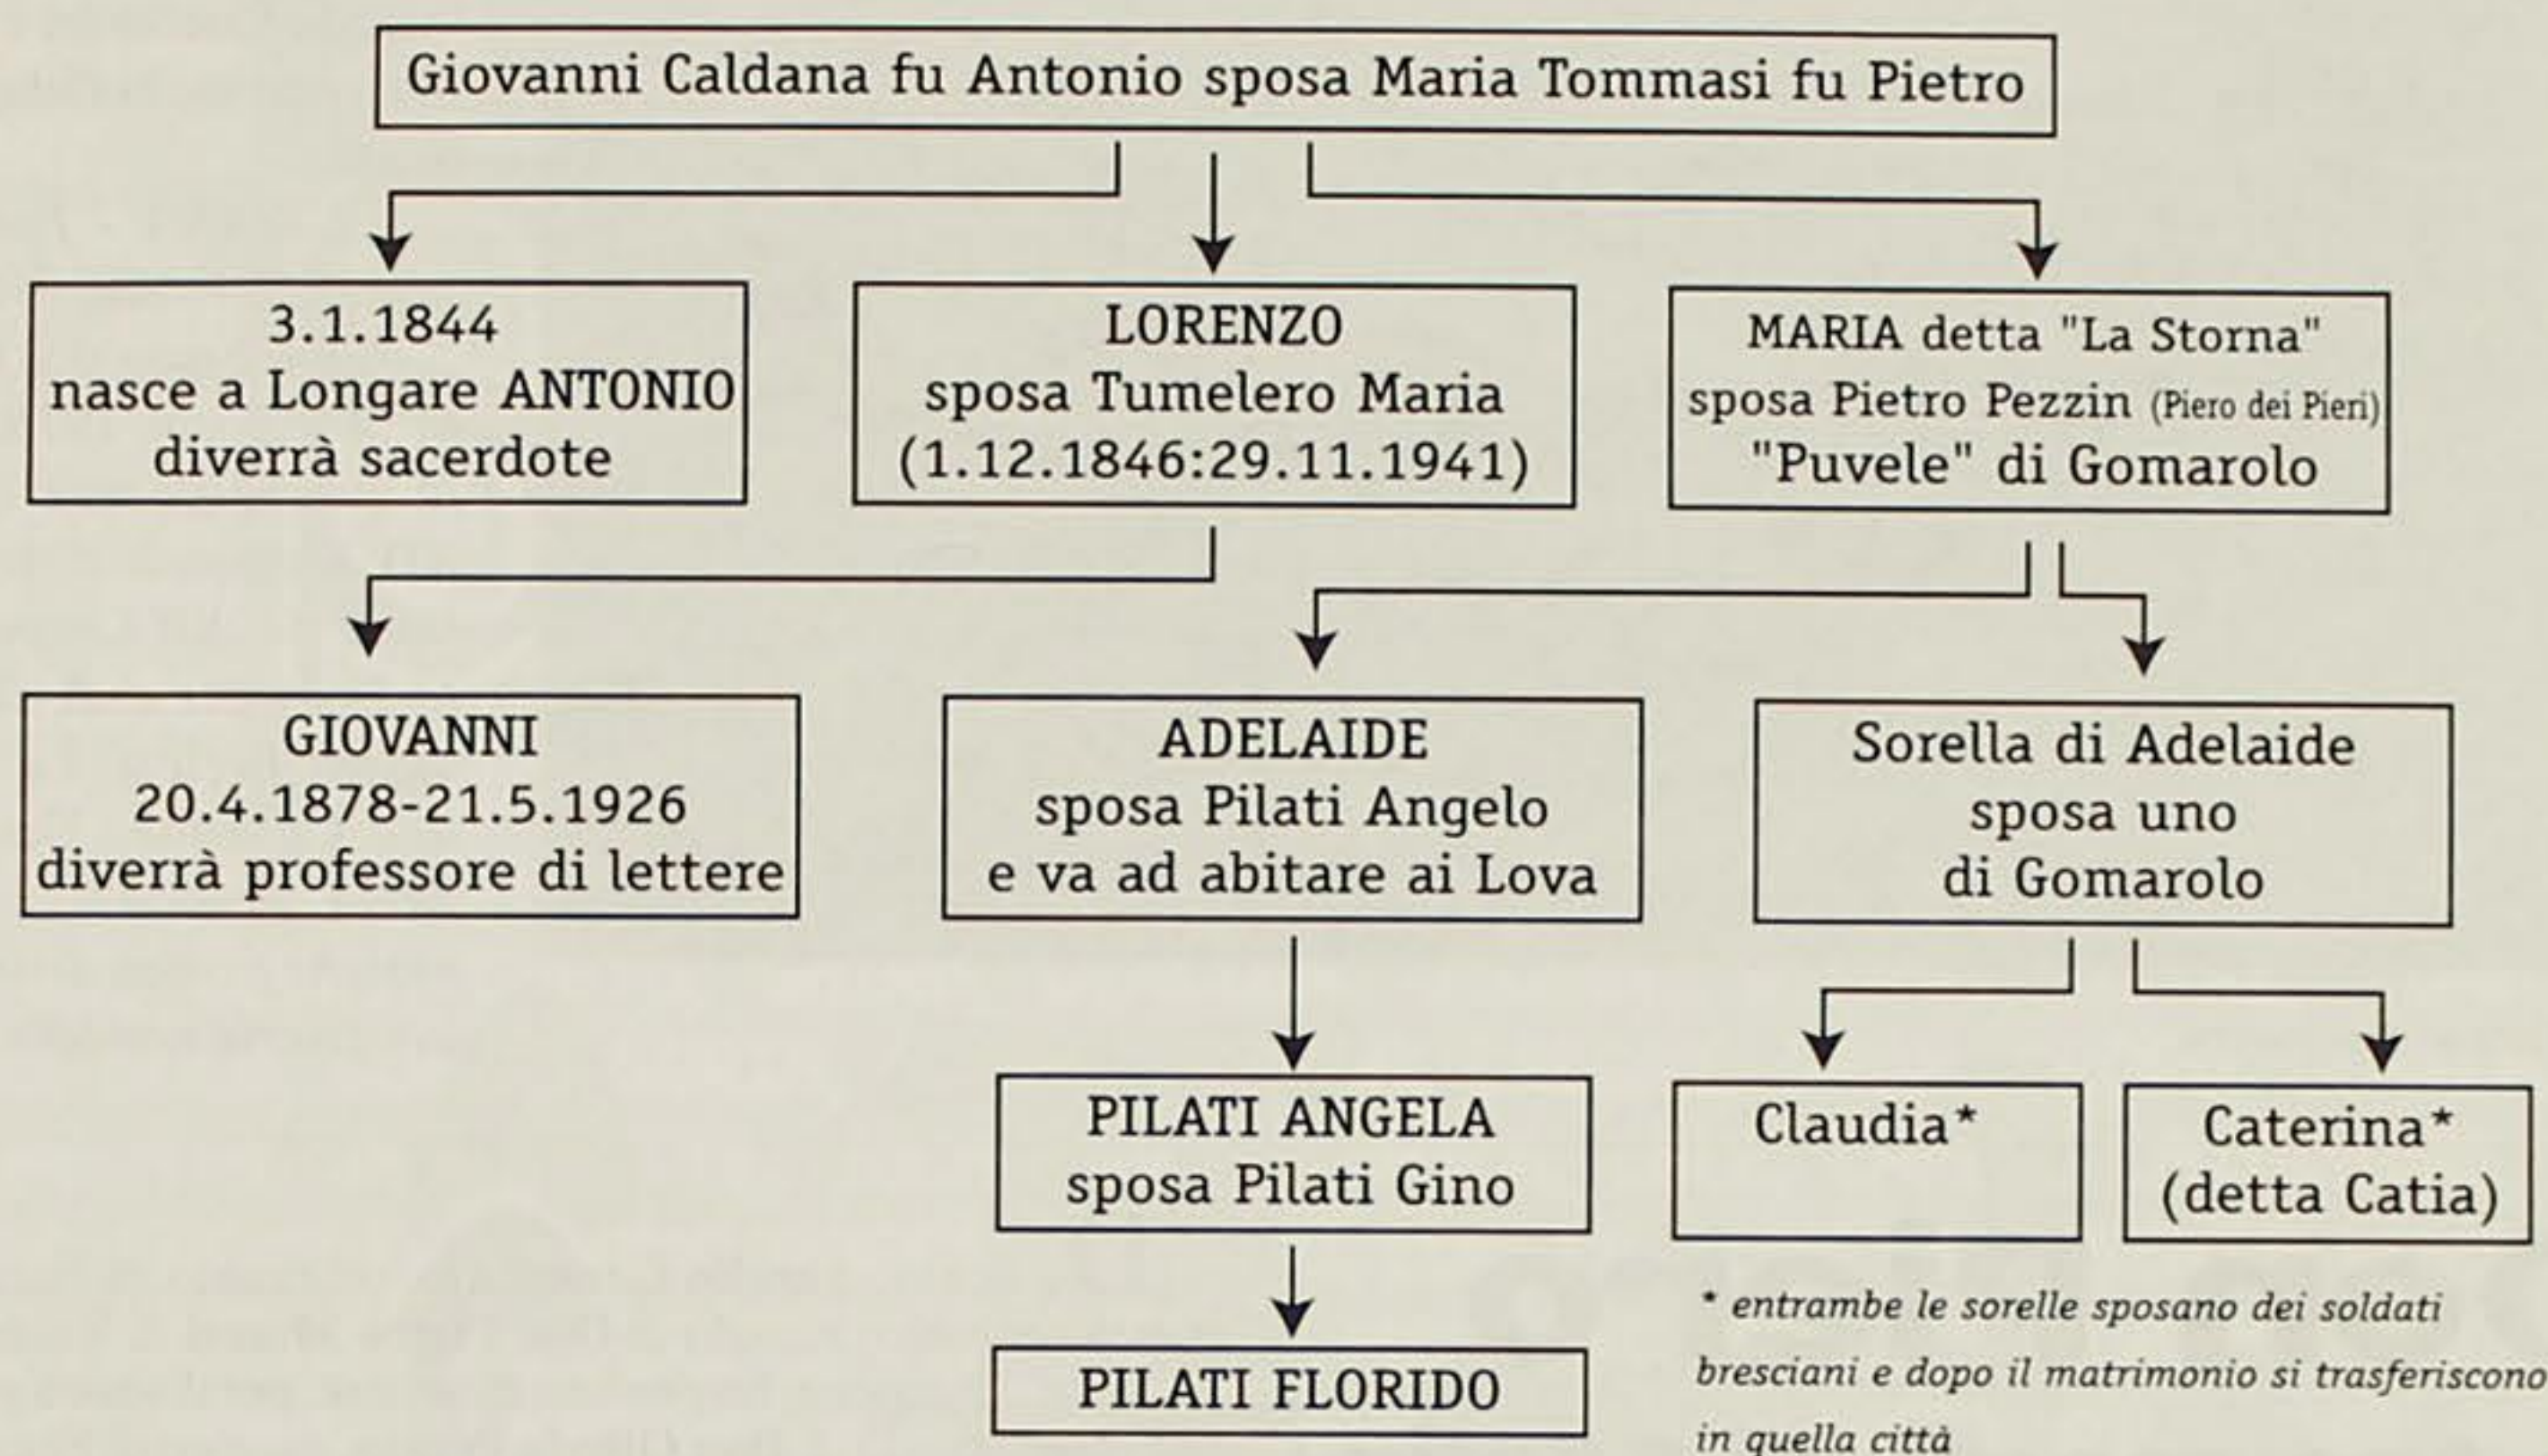 Giovanni Caldana fu Antonio sposa Maria Tommasi fu Pietro
3.1.1844
nasce a Longare ANTONIO
diverrà sacerdote
LORENZO
sposa Tumelero Maria
(1.12.1846:29.11.1941)
MARIA detta "La Storna"
sposa Pietro Pezzin (Piero dei Pieri)
"Puvele" di Gomarolo
GIOVANNI
20.4.1878-21.5.1926
diverrà professore di lettere
ADELAIDE
sposa Pilati Angelo
e va ad abitare ai Lova
Sorella di Adelaide
sposa uno
di Gomarolo
PILATI ANGELA
sposa Pilati Gino
Claudia*
Caterina*
(detta Catia)
PILATI FLORIDO
* entrambe le sorelle sposano dei soldati
bresciani e dopo il matrimonio si trasferiscono
in quella città